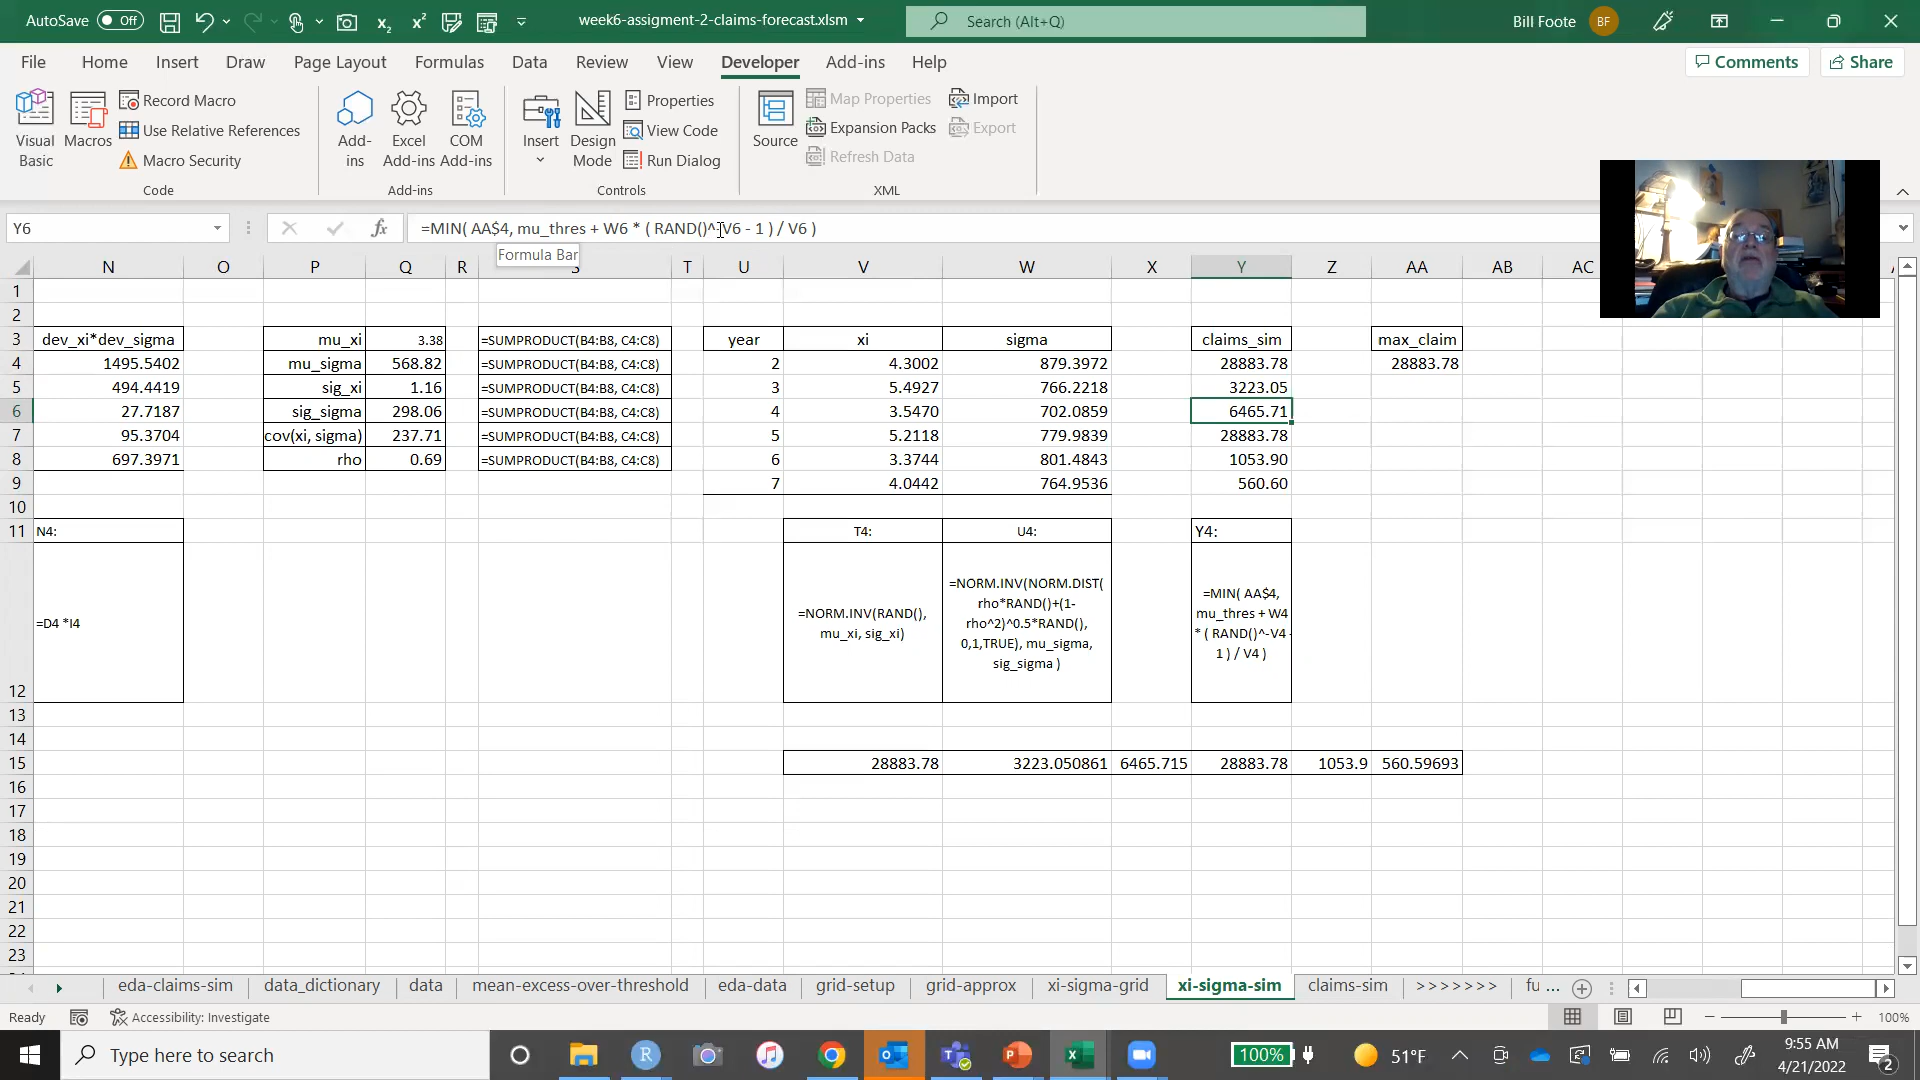 AutoSave Off week6-assigment-2-claims-forecast.xlsm Search (Alt+Q) Bill Foote BF
File Home Insert Draw Page Layout Formulas Data Review View Developer Add-ins Help Comments Share
Visual Basic
Macros
Record Macro
Use Relative References
Macro Security
Code
Add-ins
Excel Add-ins
COM Add-ins
Add-ins
Insert
Design Mode
Properties
View Code
Run Dialog
Controls
Source
Map Properties
Expansion Packs
Refresh Data
Import
Export
XML
Y6 fx =MIN( AA$4, mu_thres + W6 * ( RAND()^-V6 - 1 ) / V6 )
Formula Bar
N O P Q R S T U V W X Y Z AA AB AC
1
2
3 dev_xi*dev_sigma mu_xi 3.38 =SUMPRODUCT(B4:B8, C4:C8) year xi sigma claims_sim max_claim
4 1495.5402 mu_sigma 568.82 =SUMPRODUCT(B4:B8, C4:C8) 2 4.3002 879.3972 28883.78 28883.78
5 494.4419 sig_xi 1.16 =SUMPRODUCT(B4:B8, C4:C8) 3 5.4927 766.2218 3223.05
6 27.7187 sig_sigma 298.06 =SUMPRODUCT(B4:B8, C4:C8) 4 3.5470 702.0859 6465.71
7 95.3704 cov(xi, sigma) 237.71 =SUMPRODUCT(B4:B8, C4:C8) 5 5.2118 779.9839 28883.78
8 697.3971 rho 0.69 =SUMPRODUCT(B4:B8, C4:C8) 6 3.3744 801.4843 1053.90
9 7 4.0442 764.9536 560.60
10
11 N4: T4: U4: Y4:
12 =D4 *I4
=NORM.INV(RAND(),
mu_xi, sig_xi)
=NORM.INV(NORM.DIST(
rho*RAND()+(1-
rho^2)^0.5*RAND(),
0,1,TRUE), mu_sigma,
sig_sigma )
=MIN( AA$4,
mu_thres + W4
* ( RAND()^-V4 -
1 ) / V4 )
13
14
15 28883.78 3223.050861 6465.715 28883.78 1053.9 560.59693
16
17
18
19
20
21
22
23
eda-claims-sim data_dictionary data mean-excess-over-threshold eda-data grid-setup grid-approx xi-sigma-grid xi-sigma-sim claims-sim >>>>>>> fu ...
Ready Accessibility: Investigate 100%
Type here to search 100% 51°F 9:55 AM
4/21/2022 2